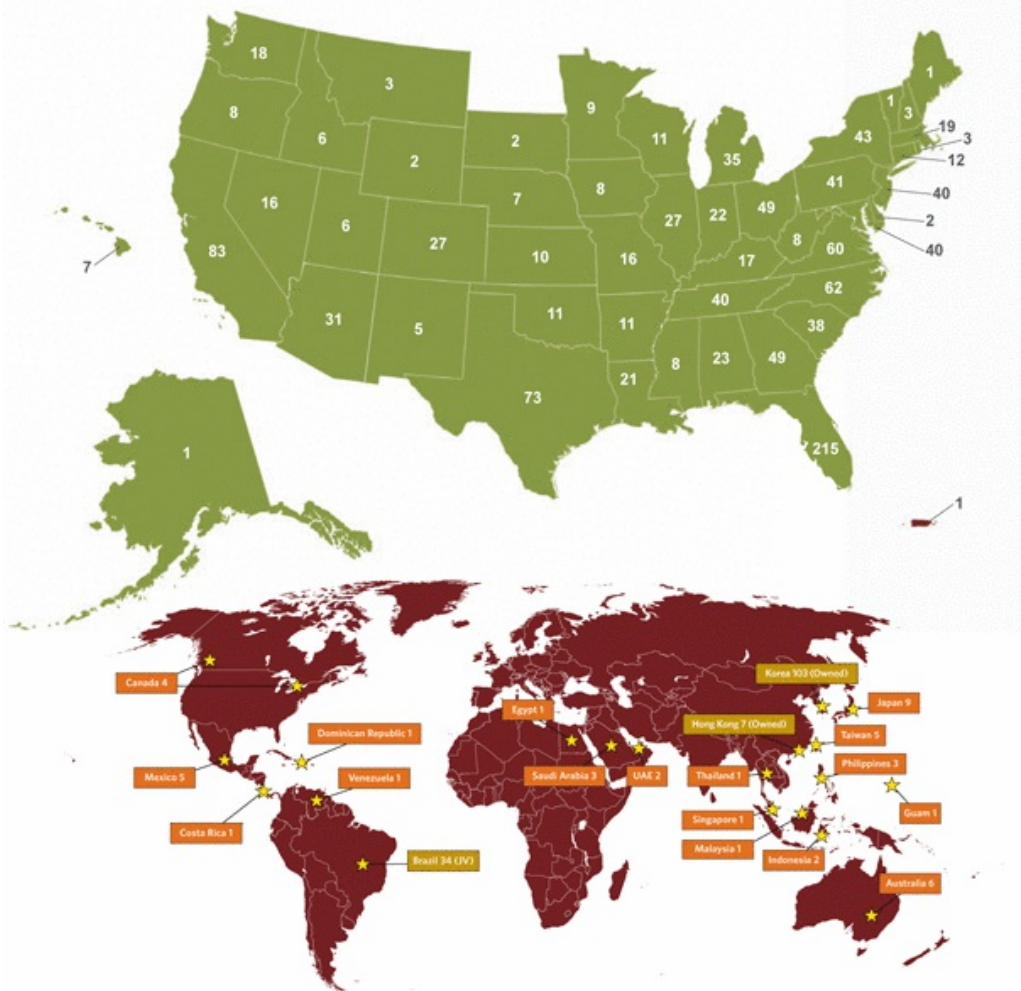 18
3
9
1
1
3
8
6
2
2
11
35
43
19
3
12
16
7
8
41
40
6
27
27
22
49
2
83
10
16
8
60
40
7
17
31
5
11
11
40
62
38
8
23
49
21
73
1
215
1
Korea 103 (Owned)
Canada 4
Egypt 1
Japan 9
Hong Kong 7 (Owned)
Dominican Republic 1
Taiwan 5
Mexico 5
Venezuela 1
Saudi Arabia 3
UAE 2
Thailand 1
Philippines 3
Guam 1
Costa Rica 1
Singapore 1
Malaysia 1
Brazil 34 (JV)
Indonesia 2
Australia 6